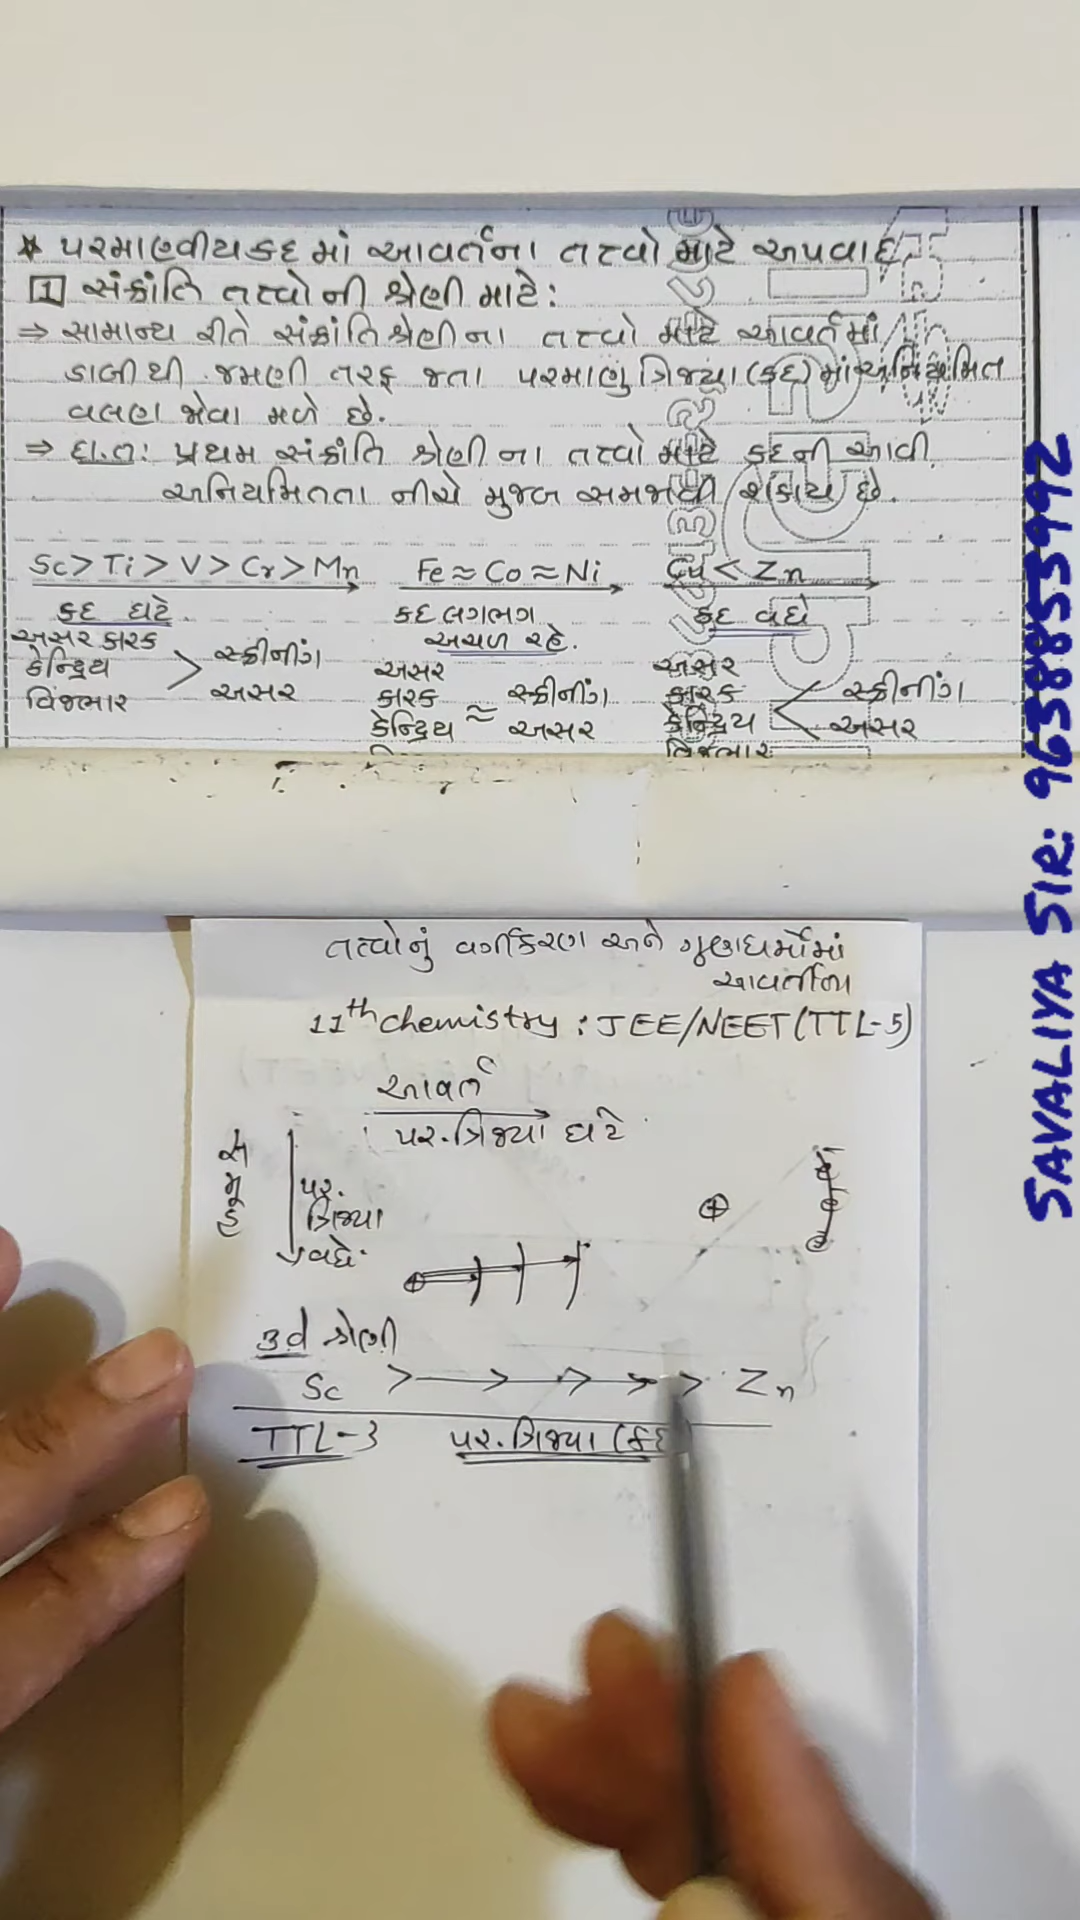 * પરમાણ્વીયકદ માં આવર્તના તત્વો માટે અપવાદ
1 સંક્રાંતિ તત્વોની શ્રેણી માટે:
⇒ સામાન્ય રીતે સંક્રાંતિશ્રેણીના તત્વો માટે આવર્તમાં
ડાબીથી જમણી તરફ જતા પરમાણુ ત્રિજ્યા (કદ) માં અનિયમિત
વલણ જોવા મળે છે.
⇒ દા.ત: પ્રથમ સંક્રાંતિ શ્રેણીના તત્વો માટે કદની આવી
અનિયમિતતા નીચે મુજબ સમજાવી શકાય છે.
Sc > Ti > V > Cr > Mn Fe ≈ Co ≈ Ni Cu < Zn
કદ ઘટે કદ લગભગ કદ વધે
અચળ રહે.
અસરકારક કેન્દ્રિય વિજભાર > સ્ક્રીનીંગ અસર
અસર કારક કેન્દ્રિય ≈ સ્ક્રીનીંગ અસર
અસર કારક કેન્દ્રિય વિજભાર < સ્ક્રીનીંગ અસર
SAVALIYA SIR: 9638855992
તત્વોનું વર્ગીકરણ અને ગુણધર્મોમાં
આવર્તીતા
11th chemistry : JEE/NEET (TTL-5)
આવર્ત
પર. ત્રિજ્યા ઘટે
સમૂહ
પર.
ત્રિજ્યા
વધે
3d શ્રેણી
Sc > > > > > Zn
TTL-3 પર. ત્રિજ્યા (કદ)